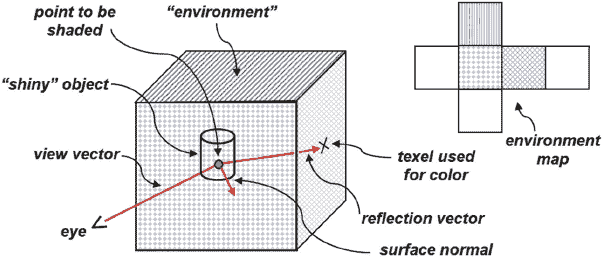 point to be
shaded
“environment”
“shiny” object
view vector
eye
texel used
for color
reflection vector
surface normal
environment
map